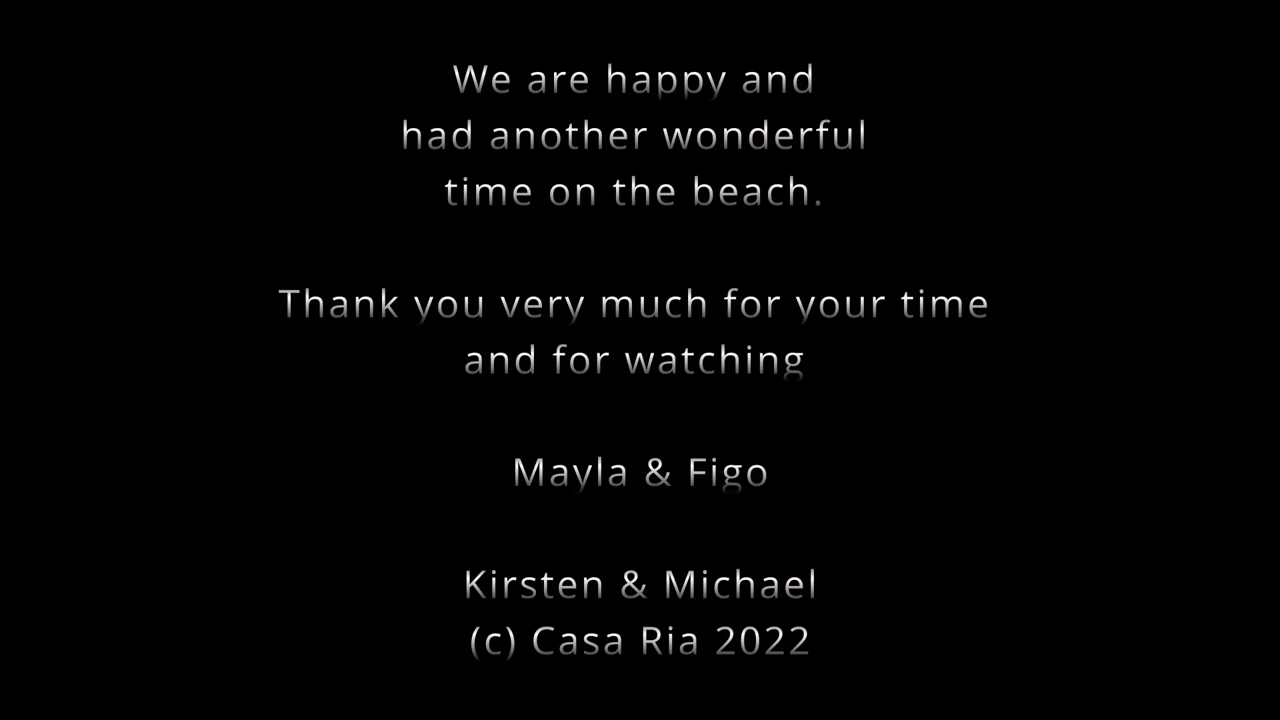 We are happy and
had another wonderful
time on the beach.
Thank you very much for your time
and for watching
Mayla & Figo
Kirsten & Michael
(c) Casa Ria 2022